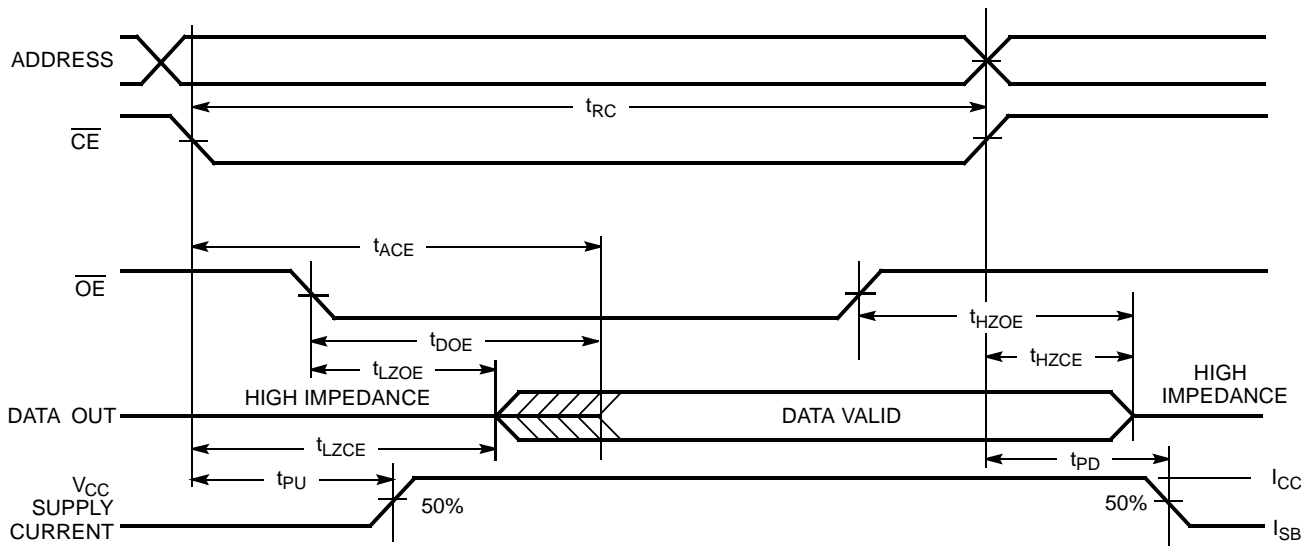 ADDRESS
tRC
CE
tACE
OE
tHZOE
tDOE
tHZCE
tLZOE
HIGH IMPEDANCE
HIGH
IMPEDANCE
DATA OUT
DATA VALID
tLZCE
tPD
tPU
VCC
SUPPLY
CURRENT
50%
50%
ICC
ISB